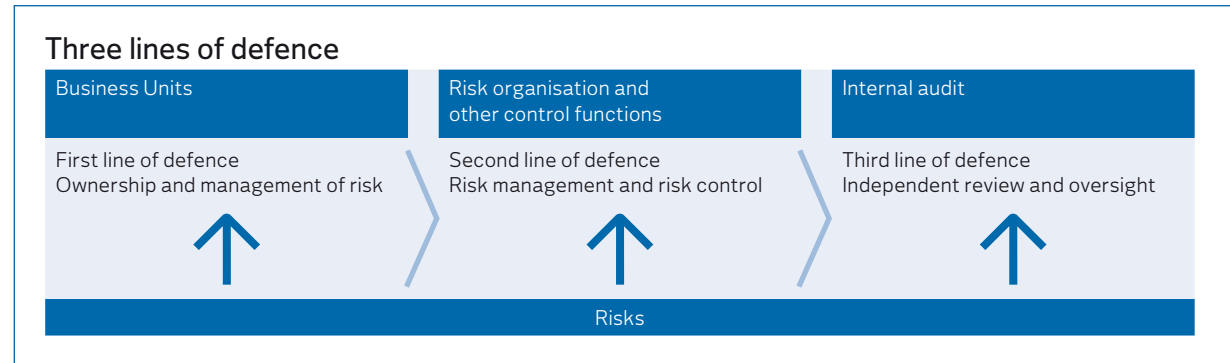 Three lines of defence
Business Units
Risk organisation and
other control functions
Internal audit
First line of defence
Ownership and management of risk
Second line of defence
Risk management and risk control
Third line of defence
Independent review and oversight
Risks